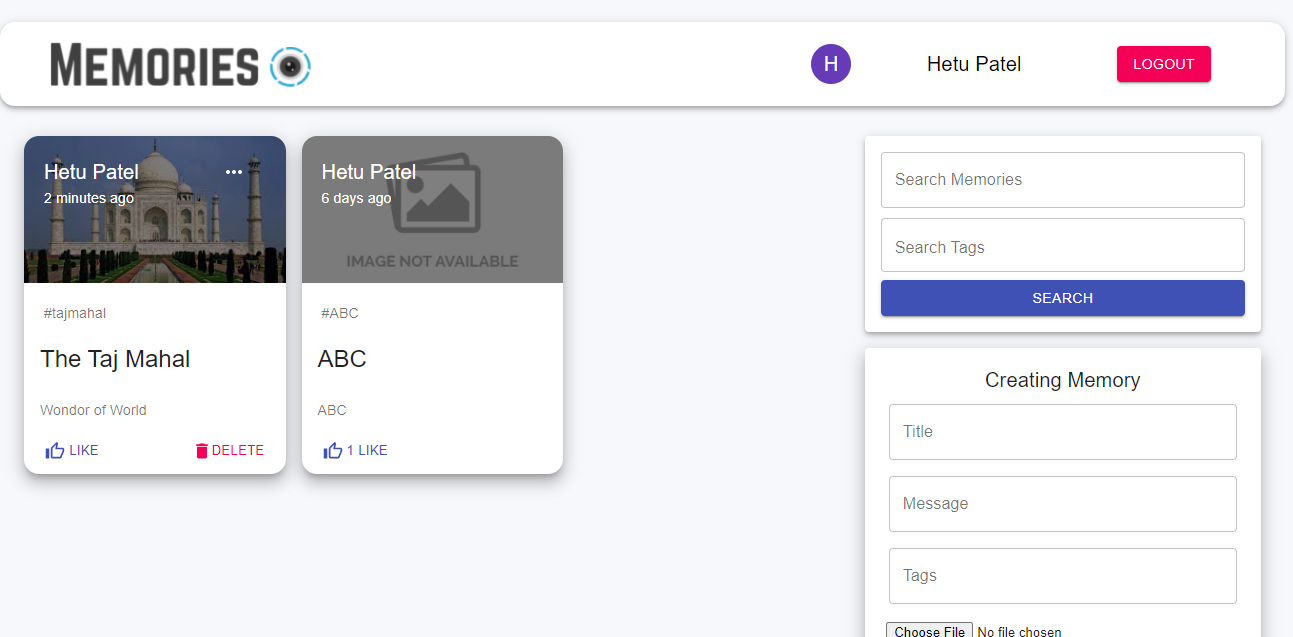 MEMORIES
H
Hetu Patel
LOGOUT
Hetu Patel
2 minutes ago
#tajmahal
The Taj Mahal
Wondor of World
LIKE
DELETE
Hetu Patel
6 days ago
IMAGE NOT AVAILABLE
#ABC
ABC
ABC
1 LIKE
Search Memories
Search Tags
SEARCH
Creating Memory
Title
Message
Tags
Choose File No file chosen